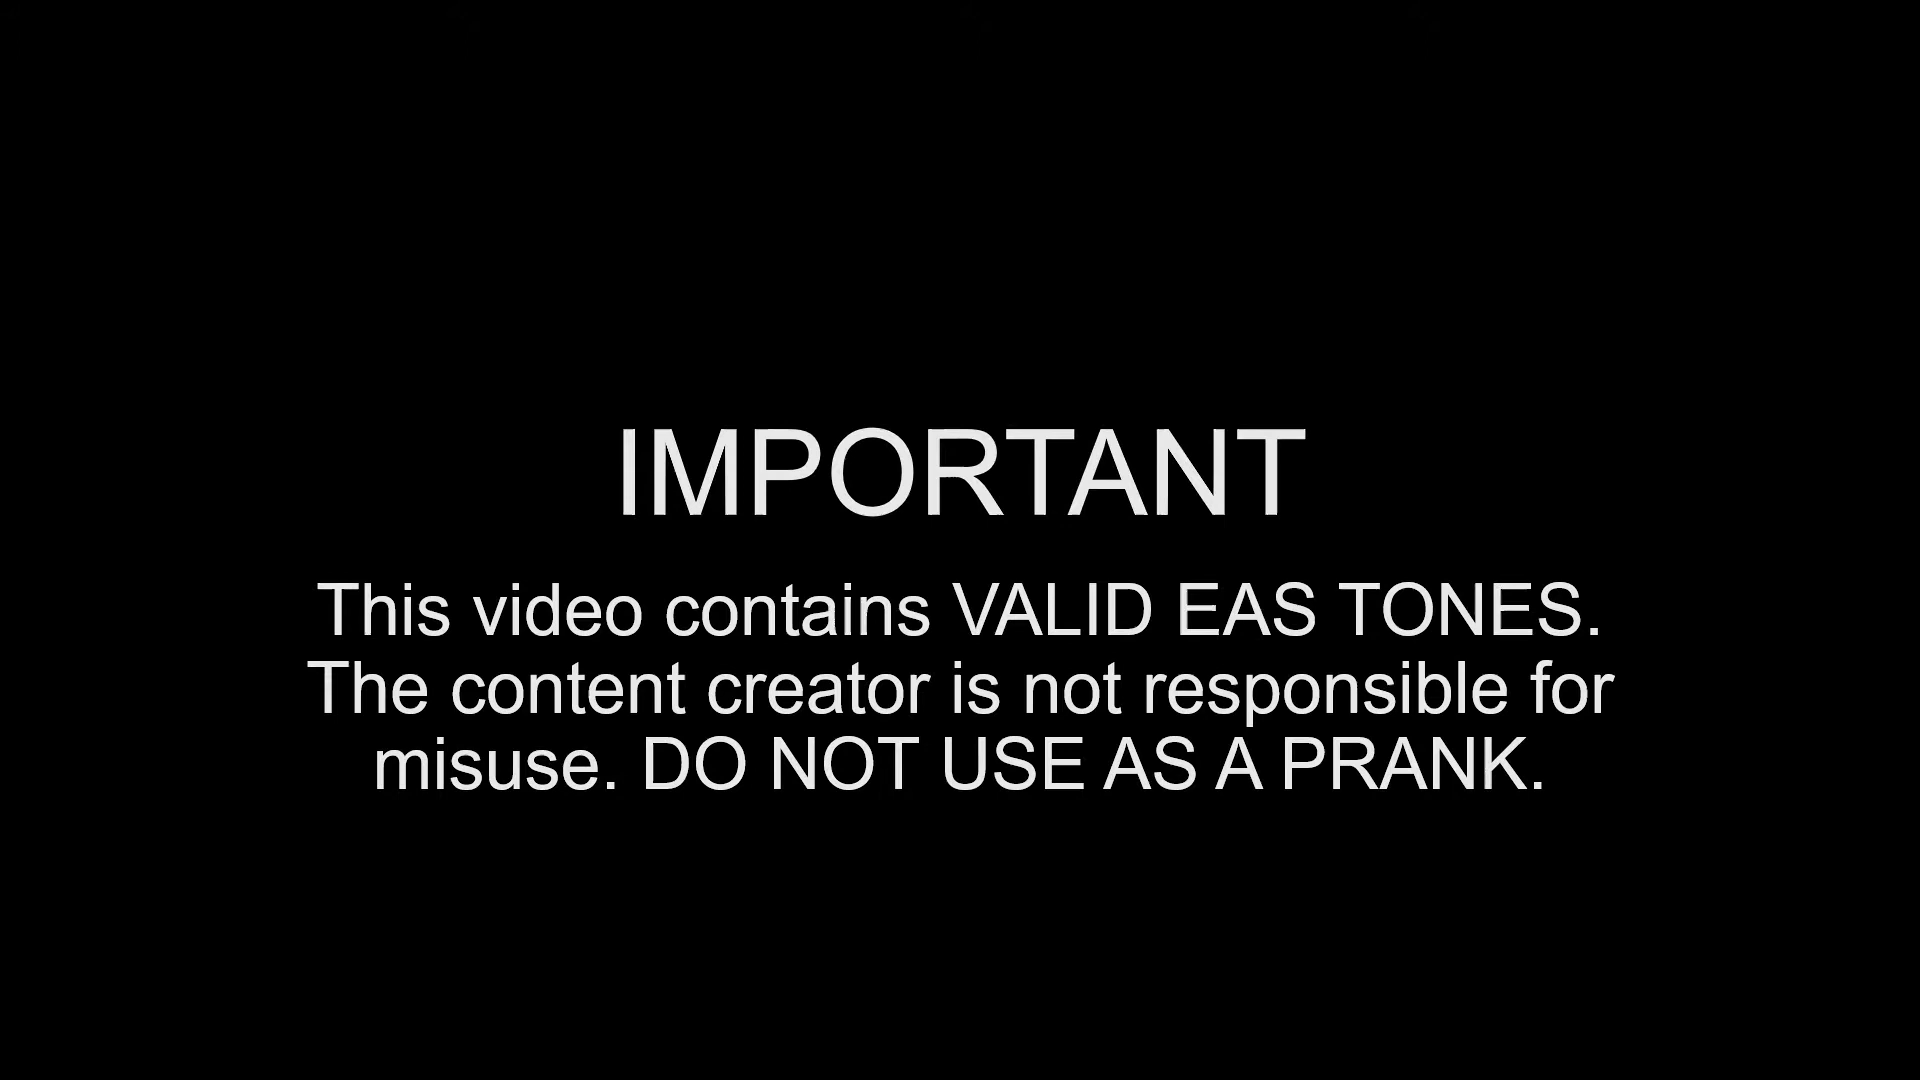 IMPORTANT
This video contains VALID EAS TONES.
The content creator is not responsible for
misuse. DO NOT USE AS A PRANK.